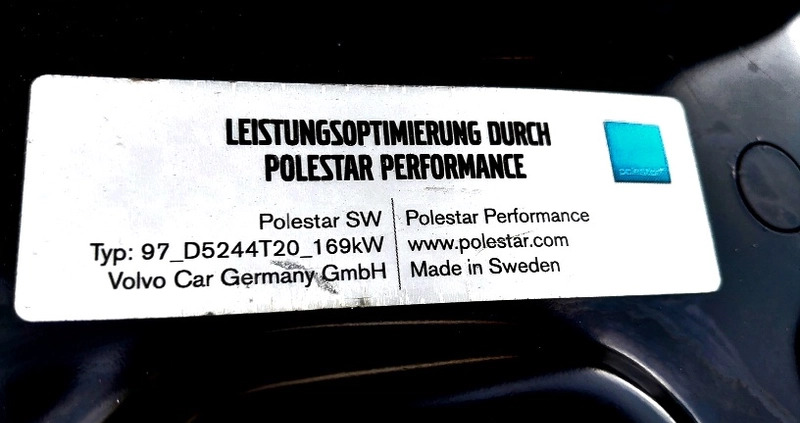 LEISTUNGSOPTIMIERUNG DURCH
POLESTAR PERFORMANCE
polestar
Polestar SW
Typ: 97_D5244T20_169kW
Volvo Car Germany GmbH
Polestar Performance
www.polestar.com
Made in Sweden